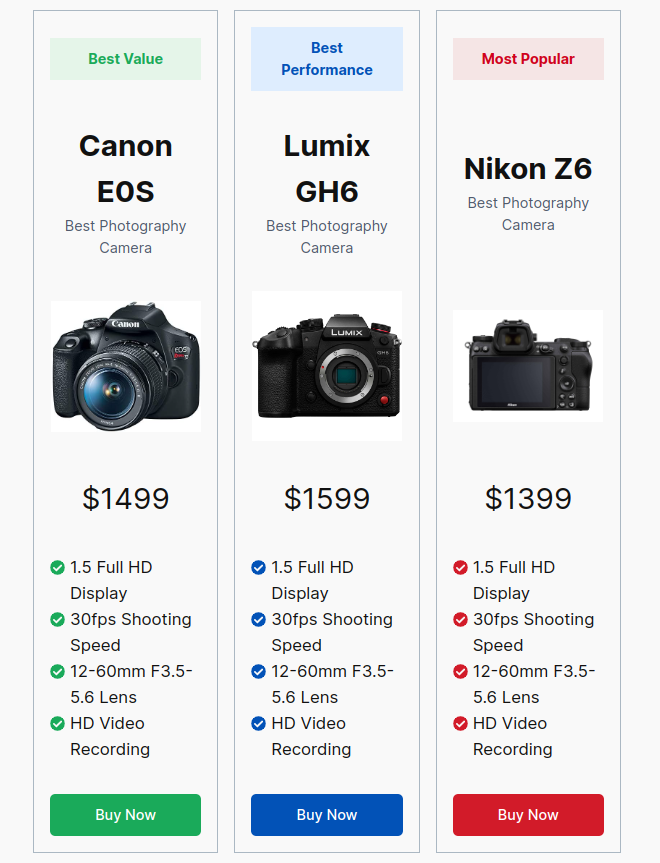 Best Value
Canon
EOS
Best Photography
Camera
Canon
EOS
$1499
1.5 Full HD
Display
30fps Shooting
Speed
12-60mm F3.5-
5.6 Lens
HD Video
Recording
Buy Now
Best
Performance
Lumix
GH6
Best Photography
Camera
LUMIX
GH6
$1599
1.5 Full HD
Display
30fps Shooting
Speed
12-60mm F3.5-
5.6 Lens
HD Video
Recording
Buy Now
Most Popular
Nikon Z6
Best Photography
Camera
Nikon
$1399
1.5 Full HD
Display
30fps Shooting
Speed
12-60mm F3.5-
5.6 Lens
HD Video
Recording
Buy Now